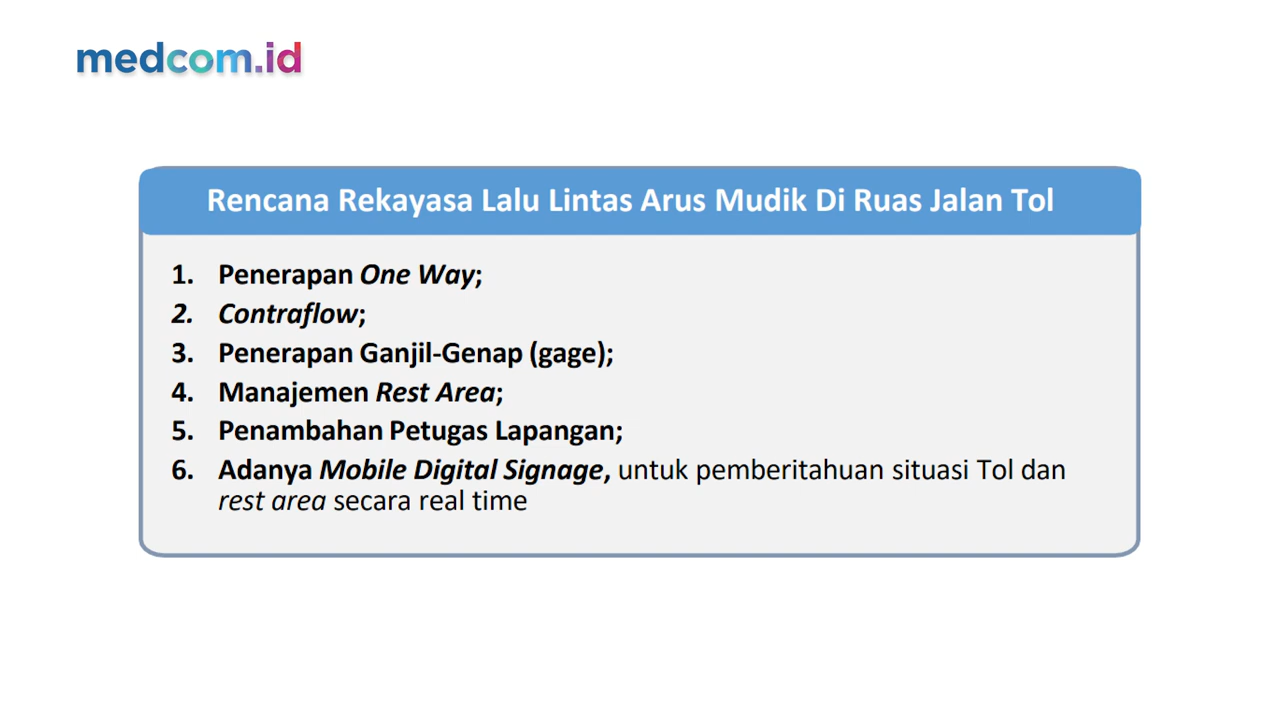 medcom.id
Rencana Rekayasa Lalu Lintas Arus Mudik Di Ruas Jalan Tol
1. Penerapan One Way;
2. Contraflow;
3. Penerapan Ganjil-Genap (gage);
4. Manajemen Rest Area;
5. Penambahan Petugas Lapangan;
6. Adanya Mobile Digital Signage, untuk pemberitahuan situasi Tol dan
rest area secara real time